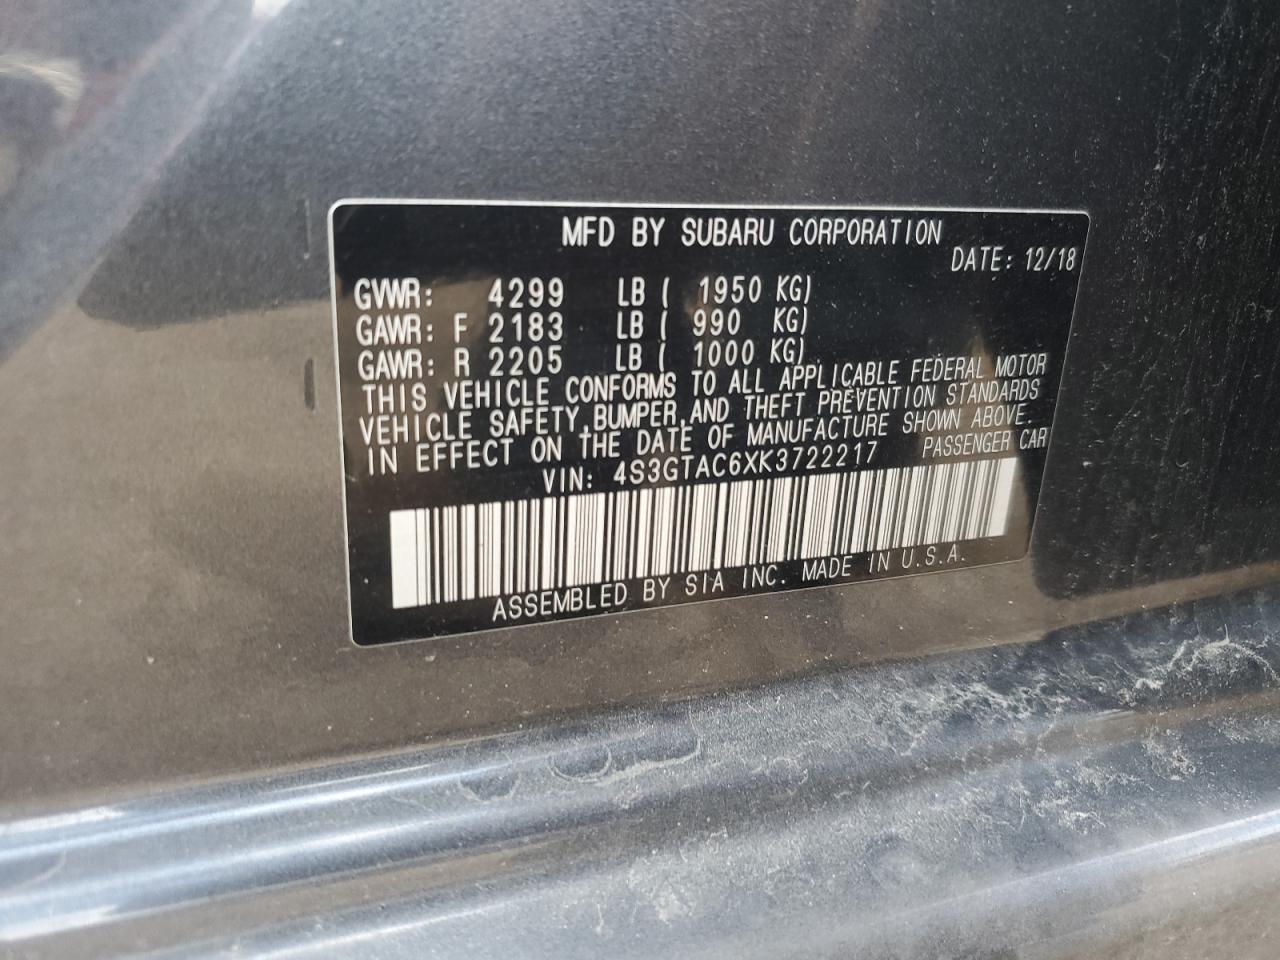 MFD BY SUBARU CORPORATION
DATE: 12/18
GVWR: 4299 LB ( 1950 KG)
GAWR: F 2183 LB ( 990 KG)
GAWR: R 2205 LB ( 1000 KG)
THIS VEHICLE CONFORMS TO ALL APPLICABLE FEDERAL MOTOR
VEHICLE SAFETY, BUMPER, AND THEFT PREVENTION STANDARDS
IN EFFECT ON THE DATE OF MANUFACTURE SHOWN ABOVE.
VIN: 4S3GTAC6XK3722217 PASSENGER CAR
ASSEMBLED BY SIA INC. MADE IN U.S.A.